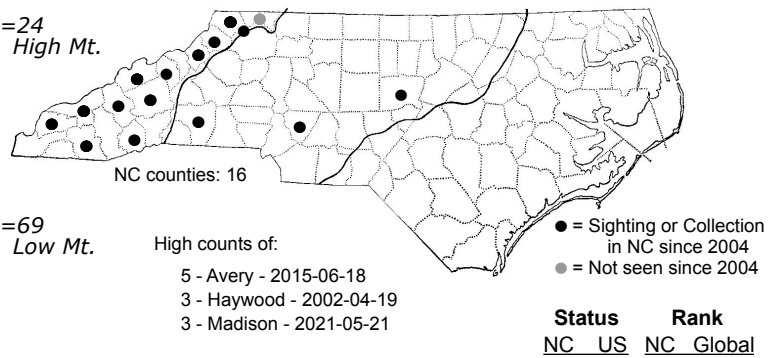 =24
High Mt.
NC counties: 16
=69
Low Mt.
High counts of:
5 - Avery - 2015-06-18
3 - Haywood - 2002-04-19
3 - Madison - 2021-05-21
= Sighting or Collection
in NC since 2004
= Not seen since 2004
Status Rank
NC US NC Global